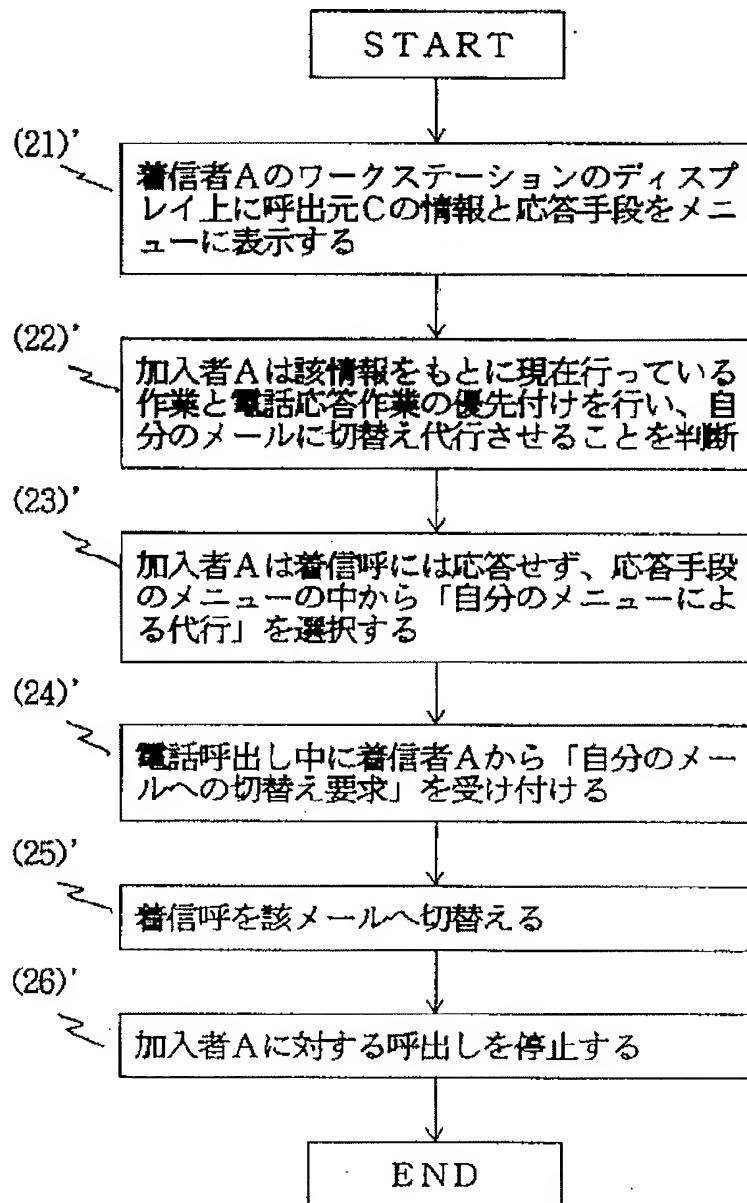 START
(21)'
着信者Aのワークステーションのディスプ
レイ上に呼出元Cの情報と応答手段をメニ
ューに表示する
(22)'
加入者Aは該情報をもとに現在行っている
作業と電話応答作業の優先付けを行い、自
分のメールに切替え代行させることを判断
(23)'
加入者Aは着信呼には応答せず、応答手段
のメニューの中から「自分のメニューによ
る代行」を選択する
(24)'
電話呼出し中に着信者Aから「自分のメー
ルへの切替え要求」を受け付ける
(25)'
着信呼を該メールへ切替える
(26)'
加入者Aに対する呼出しを停止する
END